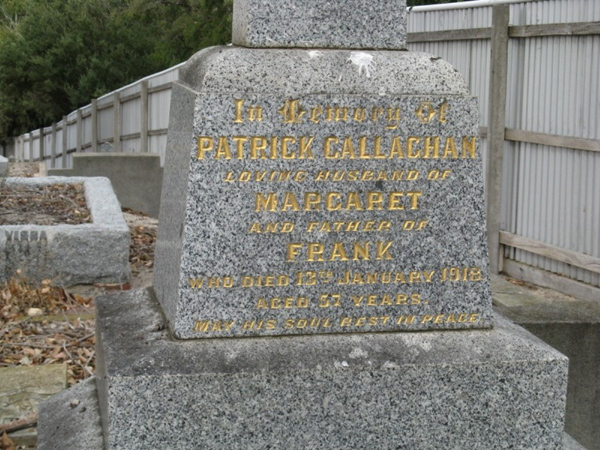 In Memory Of
PATRICK CALLAGHAN
LOVING HUSBAND OF
MARGARET
AND FATHER OF
FRANK
WHO DIED 12TH JANUARY 1918
AGED 57 YEARS.
MAY HIS SOUL REST IN PEACE.